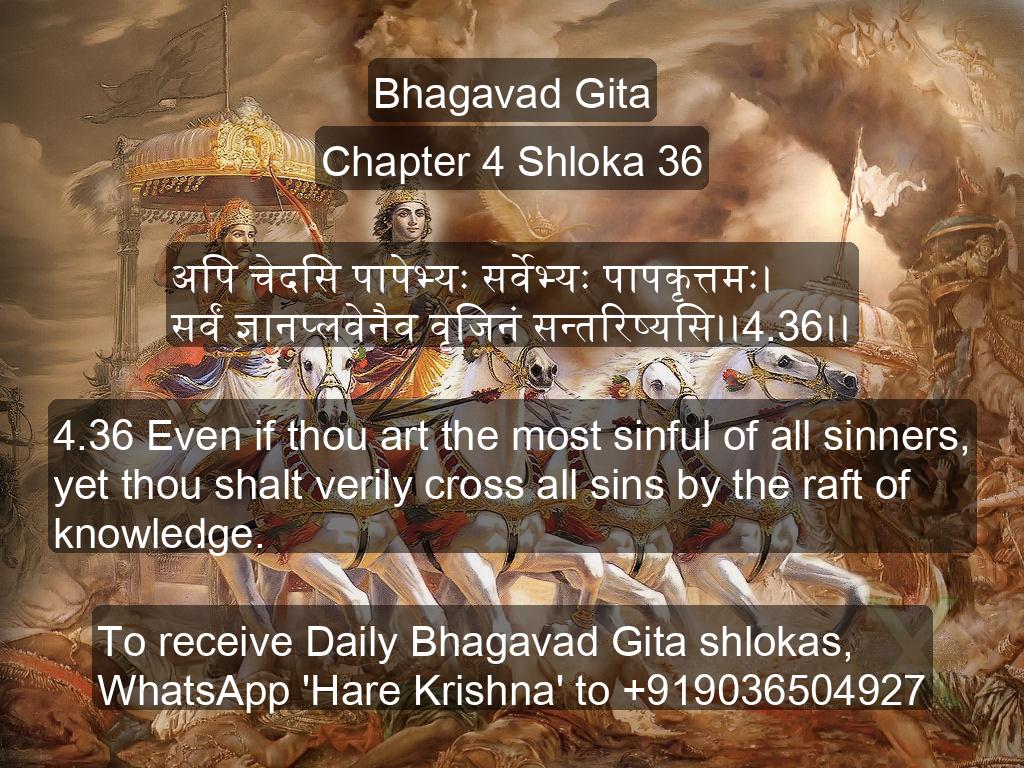 Bhagavad Gita
Chapter 4 Shloka 36
अपि चेदसि पापेभ्यः सर्वेभ्यः पापकृत्तमः।
सर्वं ज्ञानप्लवेनैव वृजिनं सन्तरिष्यसि।।4.36।।
4.36 Even if thou art the most sinful of all sinners,
yet thou shalt verily cross all sins by the raft of
knowledge.
To receive Daily Bhagavad Gita shlokas,
WhatsApp 'Hare Krishna' to +919036504927